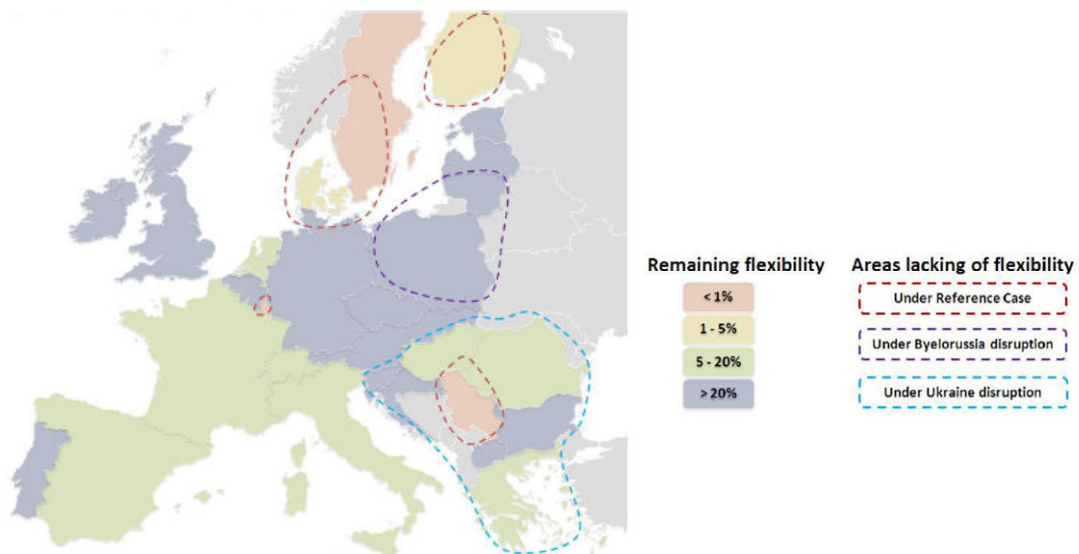 Remaining flexibility
< 1%
1 - 5%
5 - 20%
> 20%
Areas lacking of flexibility
Under Reference Case
Under Byelorussia disruption
Under Ukraine disruption